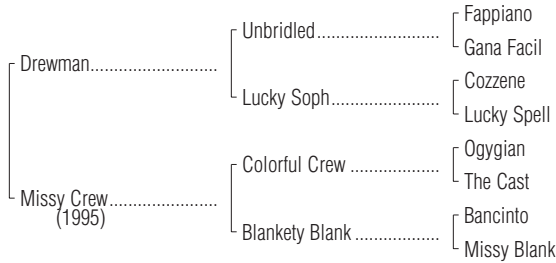 Fappiano
Unbridled
Gana Facil
Drewman
Cozzene
Lucky Soph
Lucky Spell
Ogygian
Colorful Crew
The Cast
Missy Crew
(1995)
Bancinto
Blankety Blank
Missy Blank